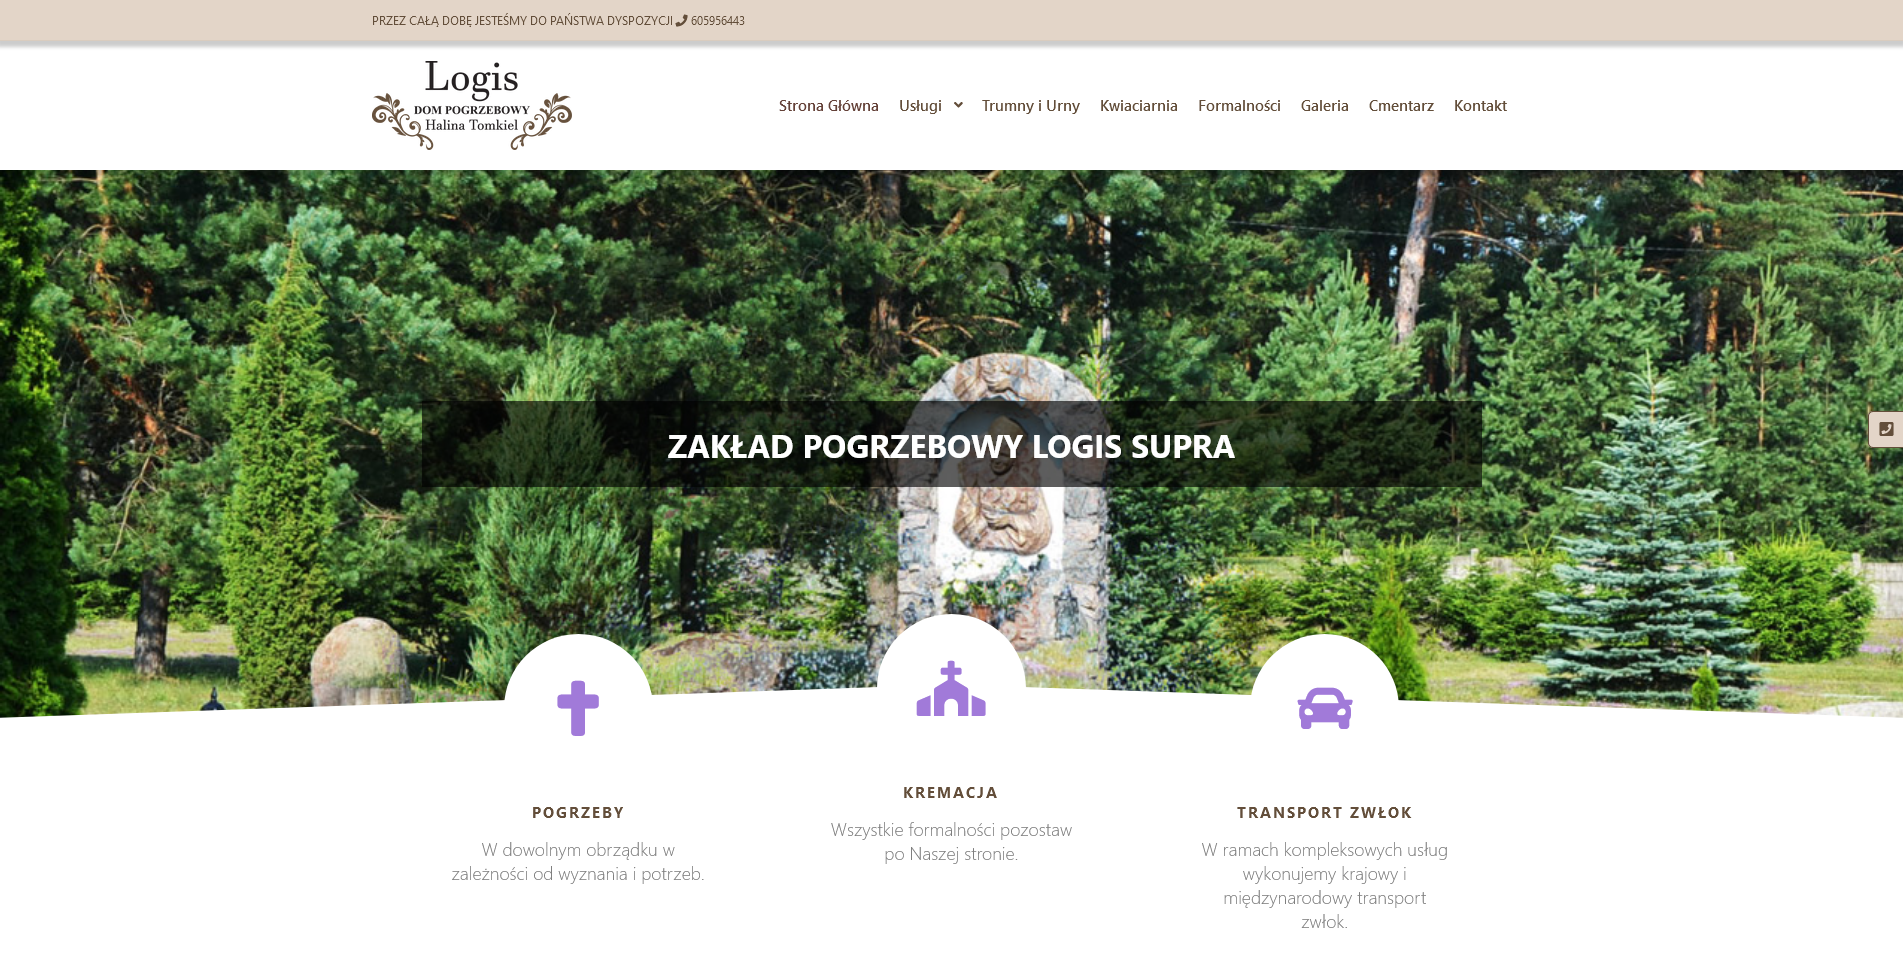 PRZEZ CAŁĄ DOBĘ JESTEŚMY DO PAŃSTWA DYSPOZYCJI 605956443
Logis
DOM POGRZEBOWY
Halina Tomkiel
Strona Główna Usługi Trumny i Urny Kwiaciarnia Formalności Galeria Cmentarz Kontakt
ZAKŁAD POGRZEBOWY LOGIS SUPRA
POGRZEBY
W dowolnym obrządku w
zależności od wyznania i potrzeb.
KREMACJA
Wszystkie formalności pozostaw
po Naszej stronie.
TRANSPORT ZWŁOK
W ramach kompleksowych usług
wykonujemy krajowy i
międzynarodowy transport
zwłok.